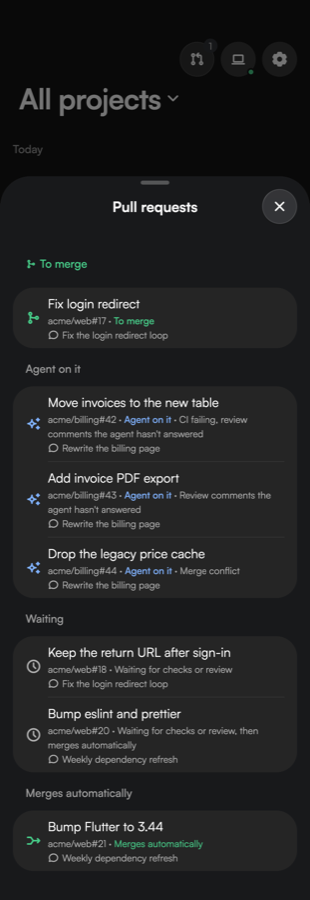 1
All projects
Today
Pull requests
To merge
Fix login redirect
acme/web#17 · To merge
Fix the login redirect loop
Agent on it
Move invoices to the new table
acme/billing#42 · Agent on it · CI failing, review
comments the agent hasn't answered
Rewrite the billing page
Add invoice PDF export
acme/billing#43 · Agent on it · Review comments the
agent hasn't answered
Rewrite the billing page
Drop the legacy price cache
acme/billing#44 · Agent on it · Merge conflict
Rewrite the billing page
Waiting
Keep the return URL after sign-in
acme/web#18 · Waiting for checks or review
Fix the login redirect loop
Bump eslint and prettier
acme/web#20 · Waiting for checks or review, then
merges automatically
Weekly dependency refresh
Merges automatically
Bump Flutter to 3.44
acme/web#21 · Merges automatically
Weekly dependency refresh